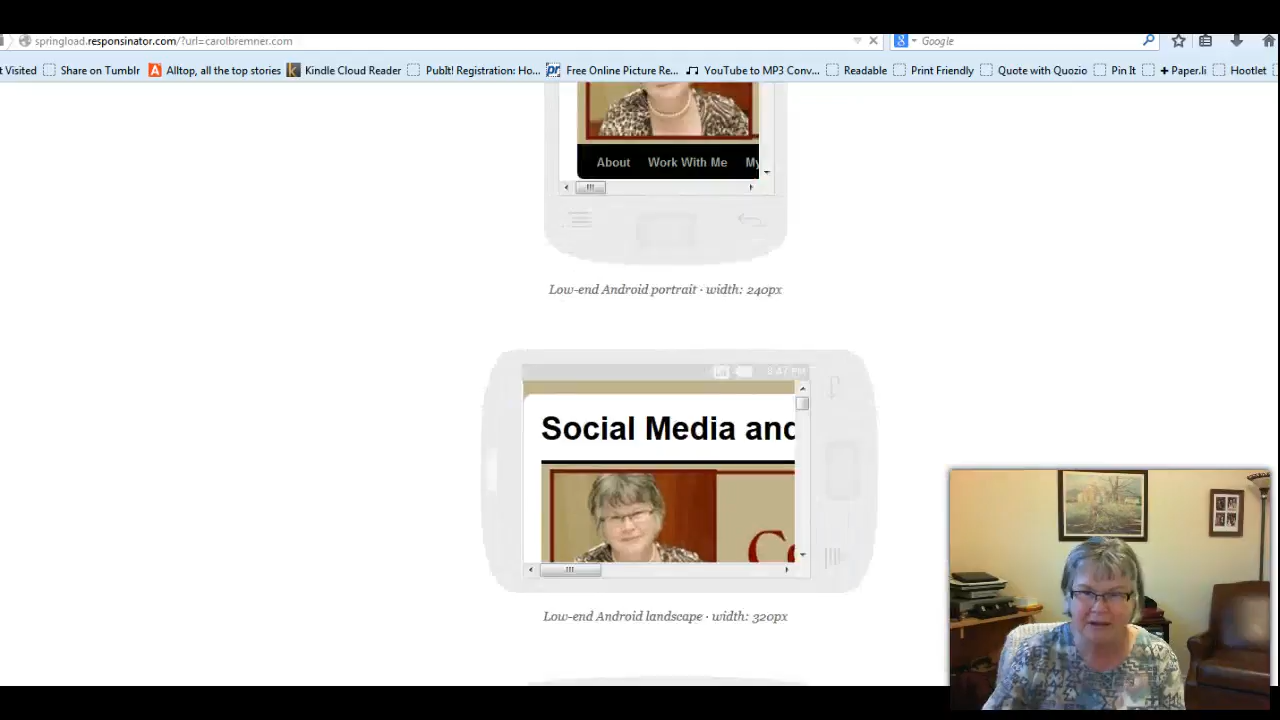 springload.responsinator.com/?url=carolbremner.com
Google
t Visited Share on Tumblr Alltop, all the top stories Kindle Cloud Reader PubIt! Registration: Ho... Free Online Picture Re... YouTube to MP3 Conv... Readable Print Friendly Quote with Quozio Pin It + Paper.li Hootlet
About Work With Me My
Low-end Android portrait · width: 240px
Social Media and
Co
Low-end Android landscape · width: 320px